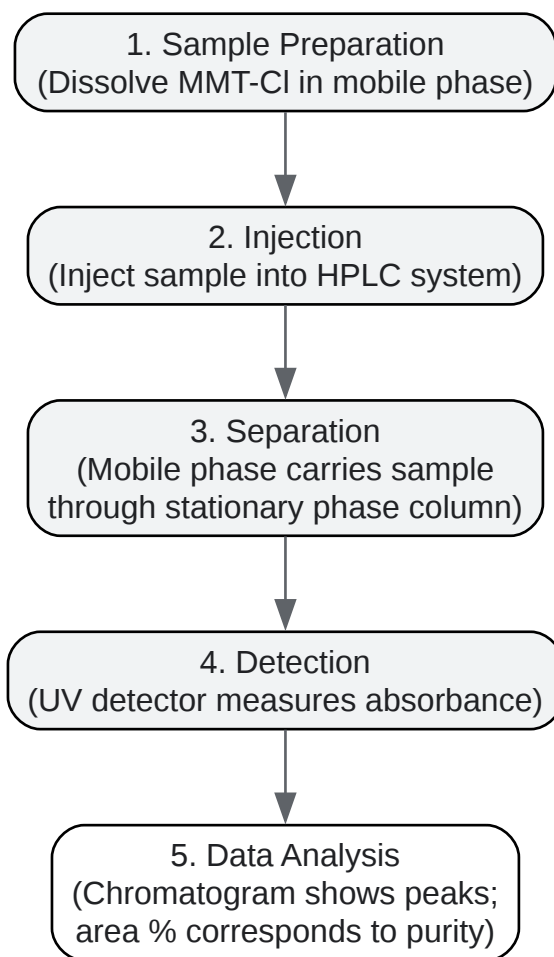 1. Sample Preparation
(Dissolve MMT-Cl in mobile phase)
2. Injection
(Inject sample into HPLC system)
3. Separation
(Mobile phase carries sample
through stationary phase column)
4. Detection
(UV detector measures absorbance)
5. Data Analysis
(Chromatogram shows peaks;
area % corresponds to purity)